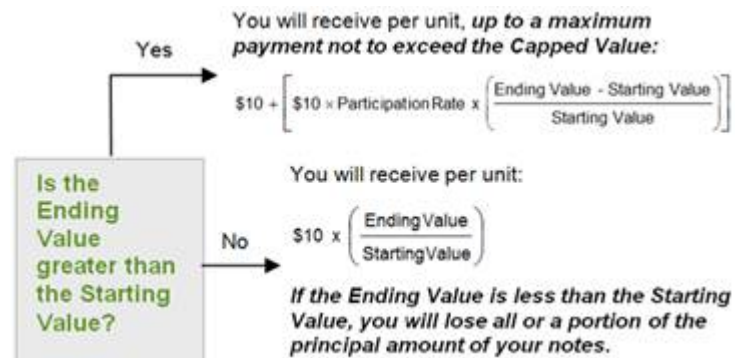 Yes
You will receive per unit, up to a maximum
payment not to exceed the Capped Value:
$10 + [ $10 × Participation Rate x ( Ending Value - Starting Value
Starting Value ) ]
Is the
Ending
Value
greater than
the Starting
Value?
No
You will receive per unit:
$10 x ( Ending Value
Starting Value )
If the Ending Value is less than the Starting
Value, you will lose all or a portion of the
principal amount of your notes.